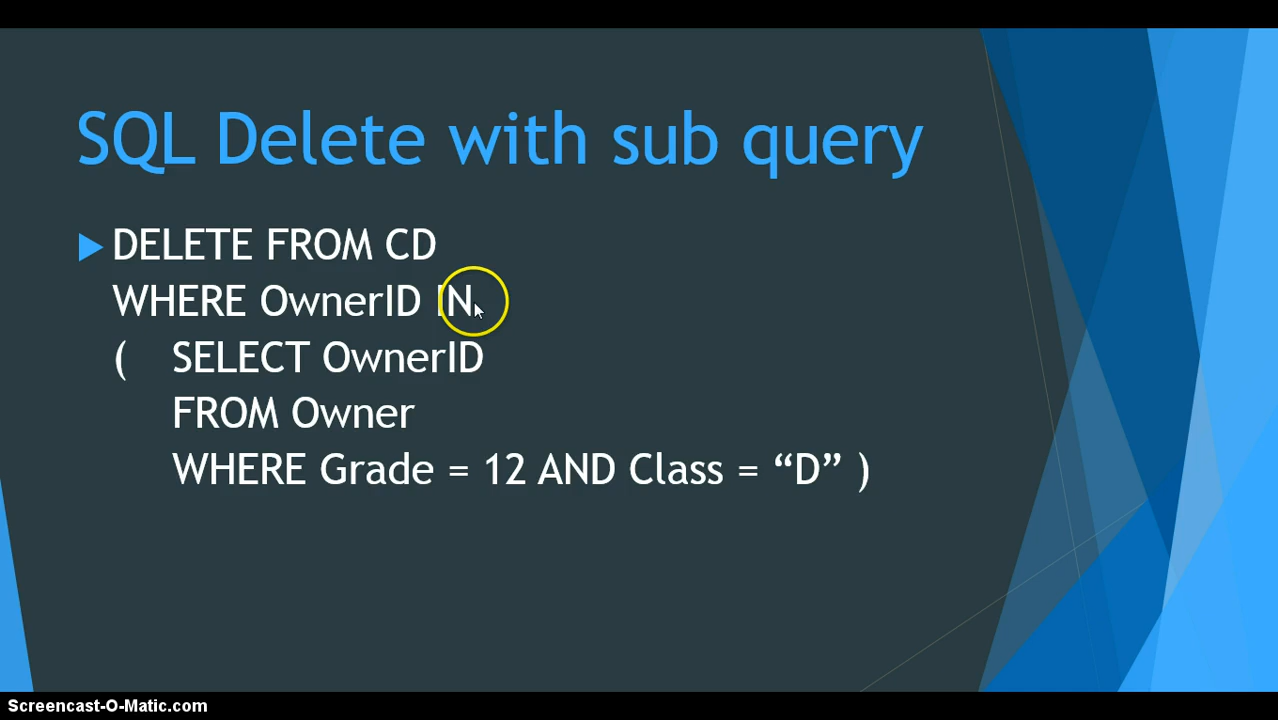 SQL Delete with sub query
DELETE FROM CD
WHERE OwnerID IN
( SELECT OwnerID
FROM Owner
WHERE Grade = 12 AND Class = “D” )
Screencast-O-Matic.com